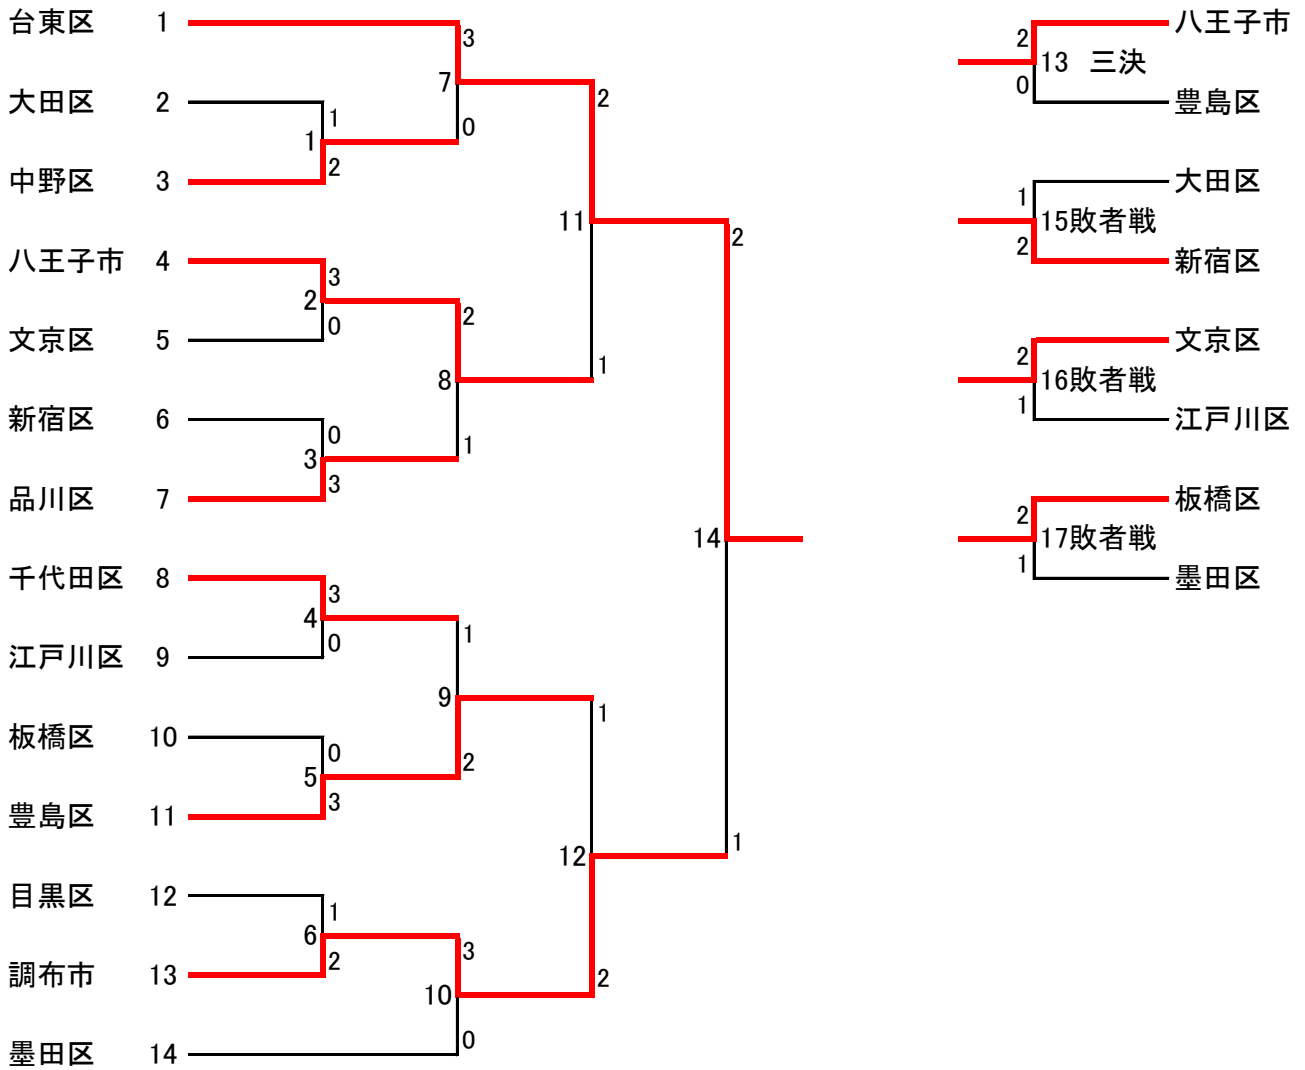 台東区 1
3
7
大田区 2
1
0
2
1
中野区 3
2
11
2
八王子市 4
3
2
2
0
文京区 5
8
1
新宿区 6
0
1
3
品川区 7
3
14
千代田区 8
3
4
1
0
江戸川区 9
9
1
板橋区 10
0
2
5
豊島区 11
3
12
1
目黒区 12
1
6
3
2
調布市 13
10
2
0
墨田区 14
八王子市
2
13 三決
0
豊島区
大田区
1
15敗者戦
2
新宿区
文京区
2
16敗者戦
1
江戸川区
板橋区
2
17敗者戦
1
墨田区